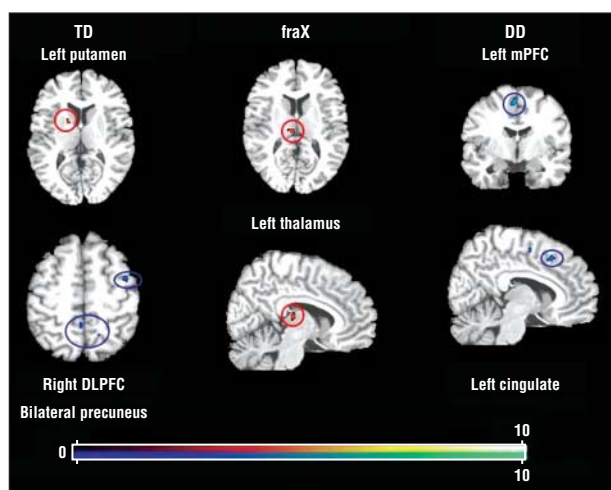 TD
fraX
DD
Left putamen
Left mPFC
Left thalamus
Right DLPFC
Left cingulate
Bilateral precuneus
10
0
10